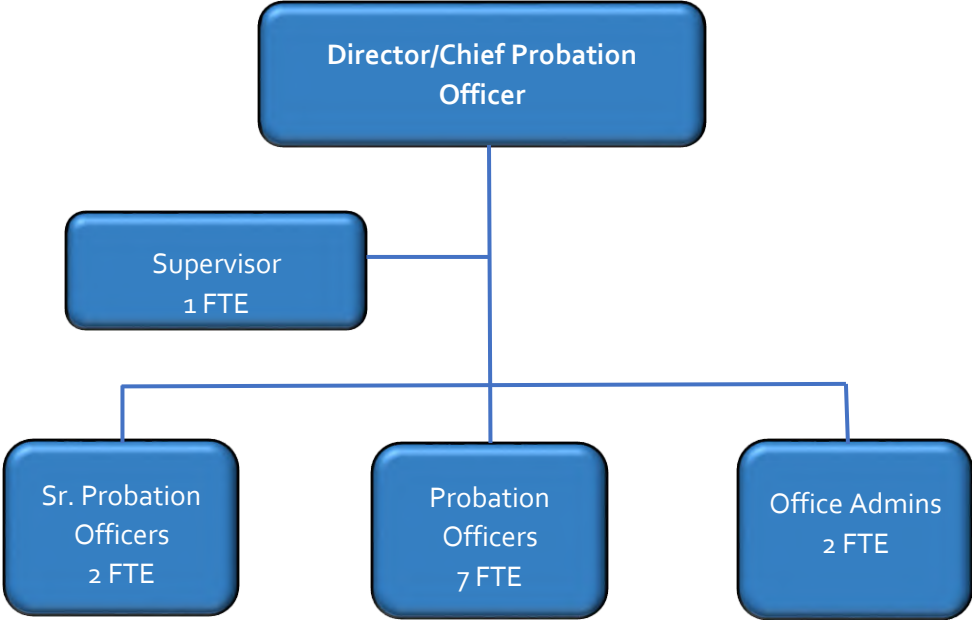 Director/Chief Probation
Officer
Supervisor
1 FTE
Sr. Probation
Officers
2 FTE
Probation
Officers
7 FTE
Office Admins
2 FTE